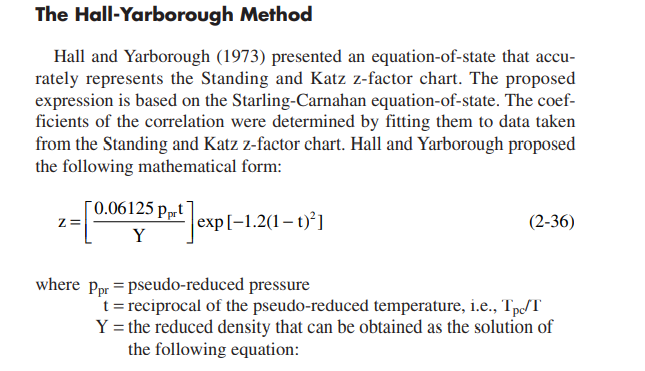 The Hall-Yarborough Method
Hall and Yarborough (1973) presented an equation-of-state that accu-
rately represents the Standing and Katz z-factor chart. The proposed
expression is based on the Starling-Carnahan equation-of-state. The coef-
ficients of the correlation were determined by fitting them to data taken
from the Standing and Katz z-factor chart. Hall and Yarborough proposed
the following mathematical form:
z = [0.06125 p_pr t / Y] exp [−1.2(1 − t)²] (2-36)
where p_pr = pseudo-reduced pressure
t = reciprocal of the pseudo-reduced temperature, i.e., T_pc/T
Y = the reduced density that can be obtained as the solution of
the following equation: